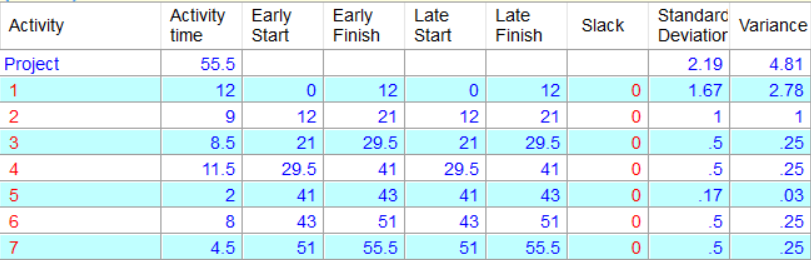 Activity Activity time Early Start Early Finish Late Start Late Finish Slack Standard Deviation Variance
Project 55.5 2.19 4.81
1 12 0 12 0 12 0 1.67 2.78
2 9 12 21 12 21 0 1 1
3 8.5 21 29.5 21 29.5 0 .5 .25
4 11.5 29.5 41 29.5 41 0 .5 .25
5 2 41 43 41 43 0 .17 .03
6 8 43 51 43 51 0 .5 .25
7 4.5 51 55.5 51 55.5 0 .5 .25